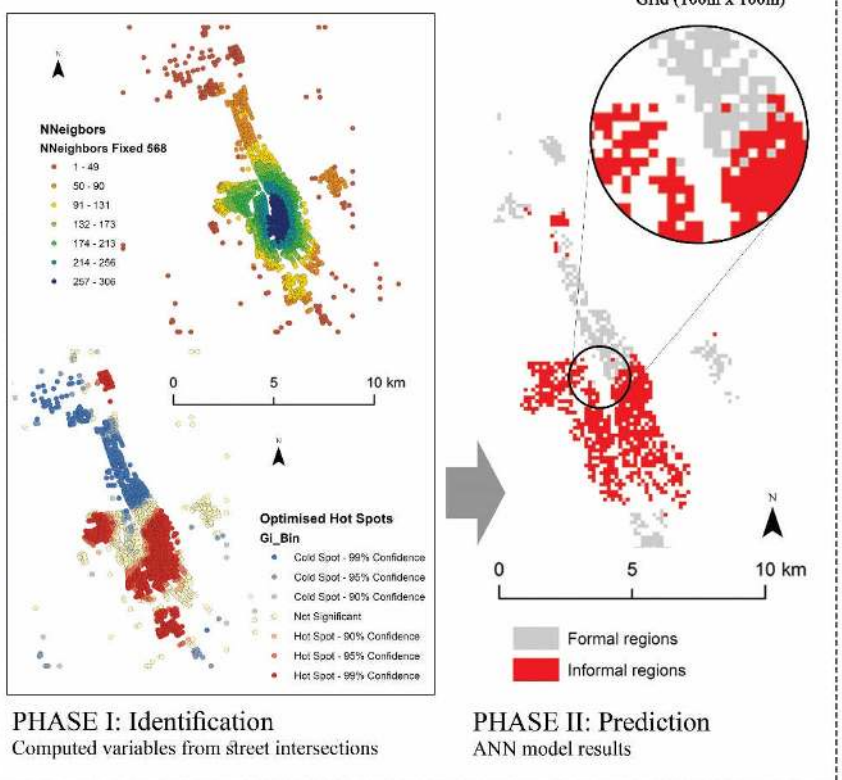 Grid (100m x 100m)
N
NNeigbors
NNeighbors Fixed 568
1 - 49
50 - 90
91 - 131
132 - 173
174 - 213
214 - 256
257 - 306
0 5 10 km
N
Optimised Hot Spots
Gi_Bin
Cold Spot - 99% Confidence
Cold Spot - 95% Confidence
Cold Spot - 90% Confidence
Not Significant
Hot Spot - 90% Confidence
Hot Spot - 95% Confidence
Hot Spot - 99% Confidence
PHASE I: Identification
Computed variables from street intersections
N
0 5 10 km
Formal regions
Informal regions
PHASE II: Prediction
ANN model results